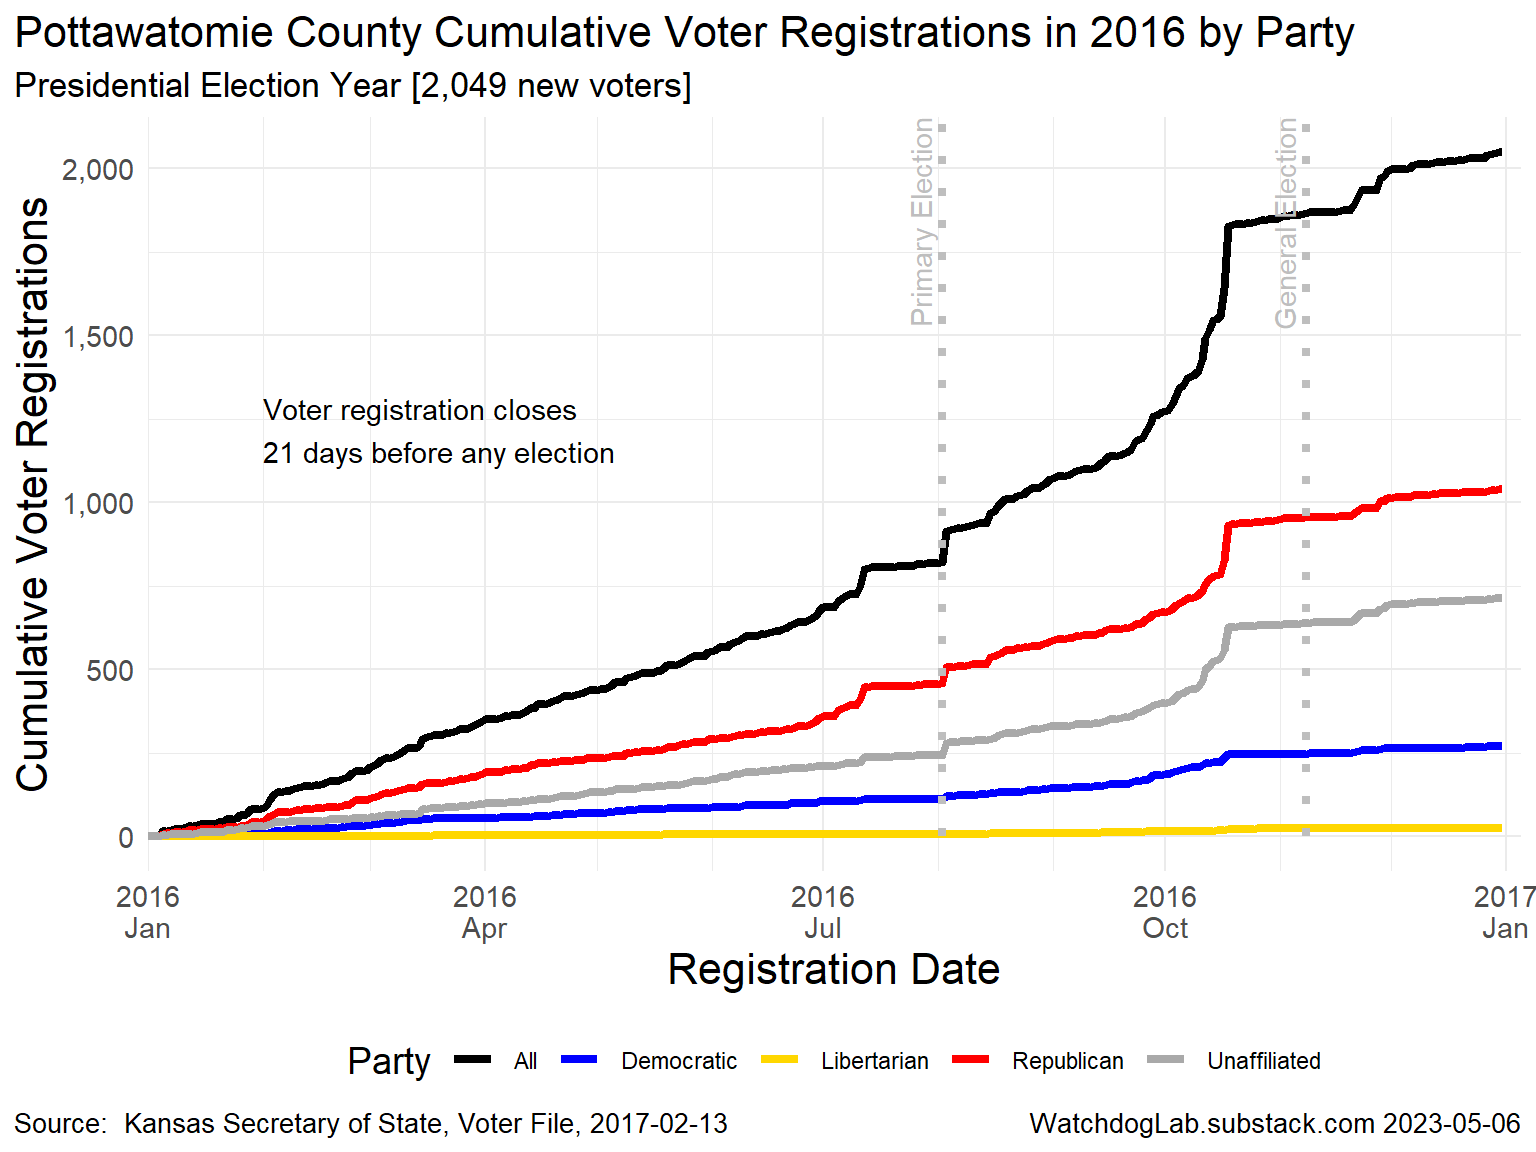 Pottawatomie County Cumulative Voter Registrations in 2016 by Party
Presidential Election Year [2,049 new voters]
Cumulative Voter Registrations
2,000
1,500
1,000
500
0
Primary Election
General Election
Voter registration closes
21 days before any election
2016
Jan
2016
Apr
2016
Jul
2016
Oct
2017
Jan
Registration Date
Party
All
Democratic
Libertarian
Republican
Unaffiliated
Source:  Kansas Secretary of State, Voter File, 2017-02-13
WatchdogLab.substack.com 2023-05-06